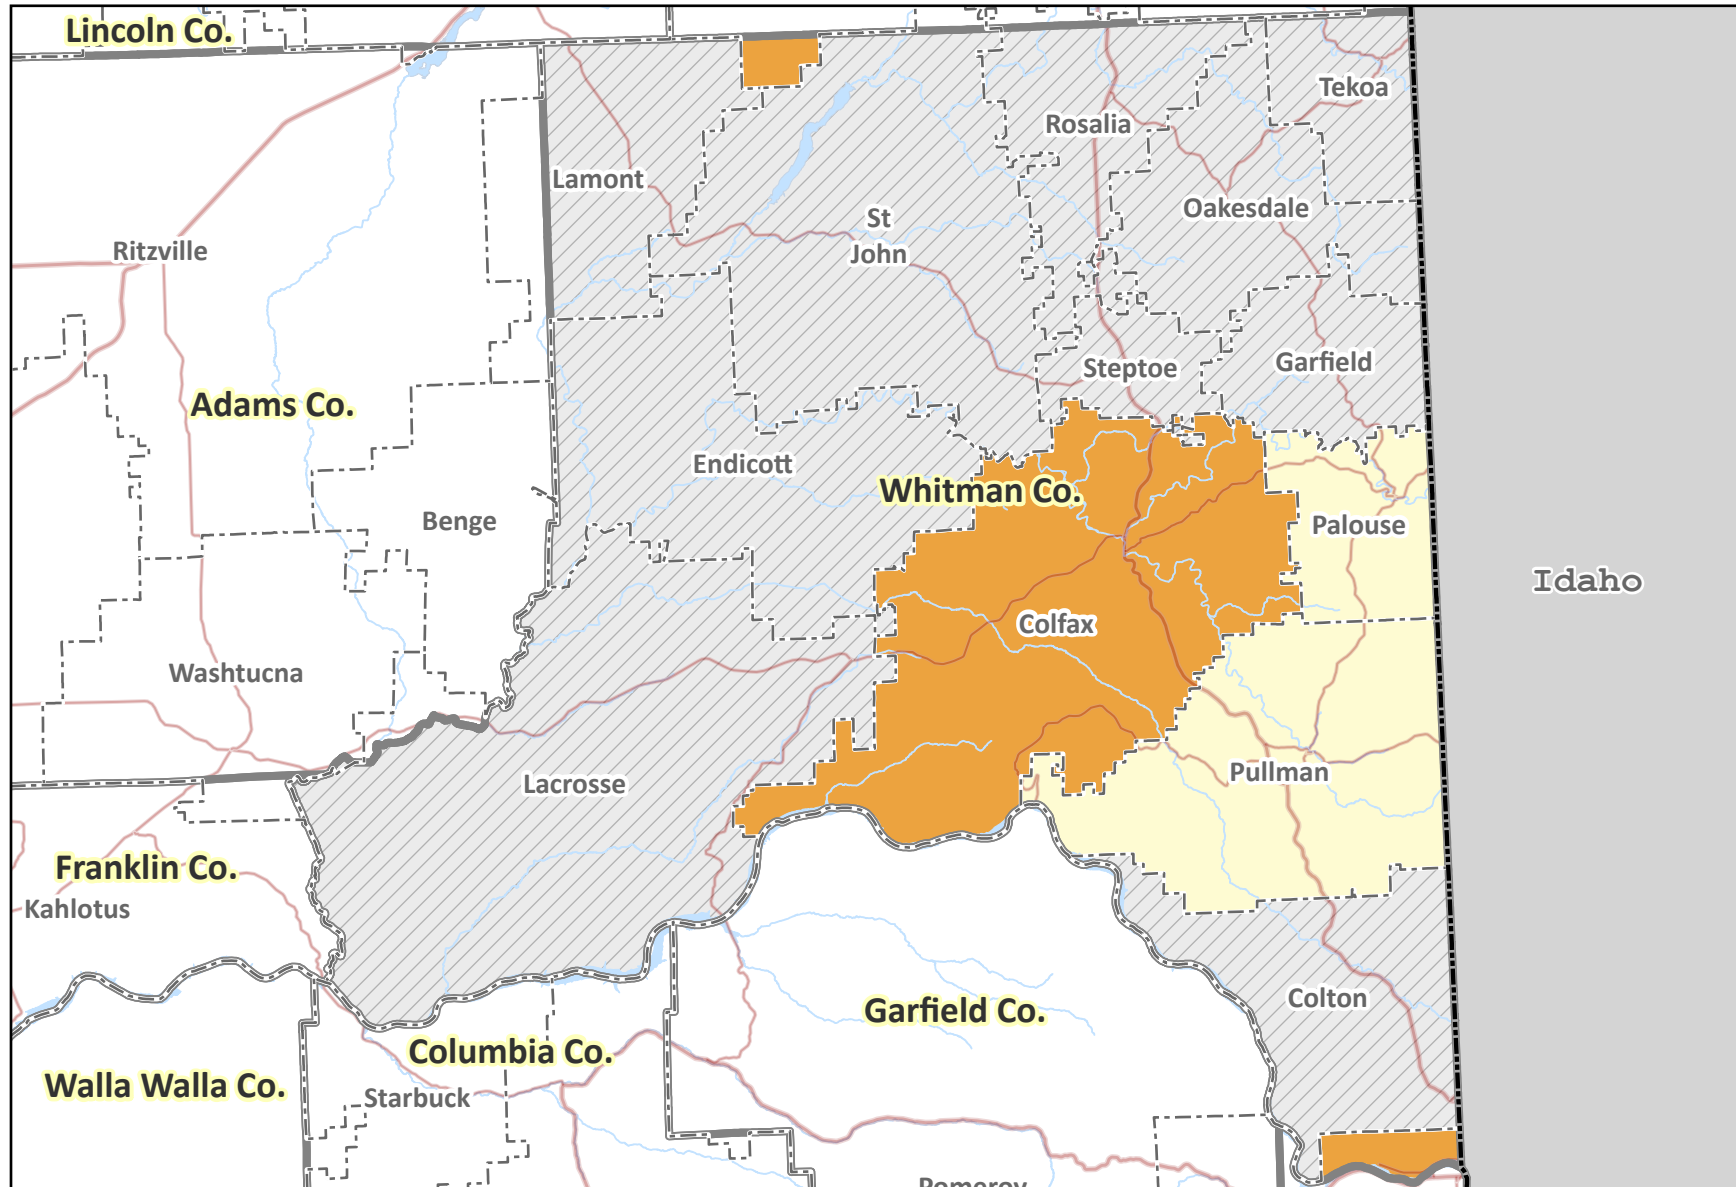 Lincoln Co.
Tekoa
Rosalia
Lamont
Oakesdale
St
John
Ritzville
Steptoe
Garfield
Adams Co.
Endicott
Whitman Co.
Benge
Palouse
Idaho
Colfax
Washtucna
Pullman
Lacrosse
Franklin Co.
Kahlotus
Colton
Garfield Co.
Columbia Co.
Walla Walla Co.
Starbuck
Pomeroy